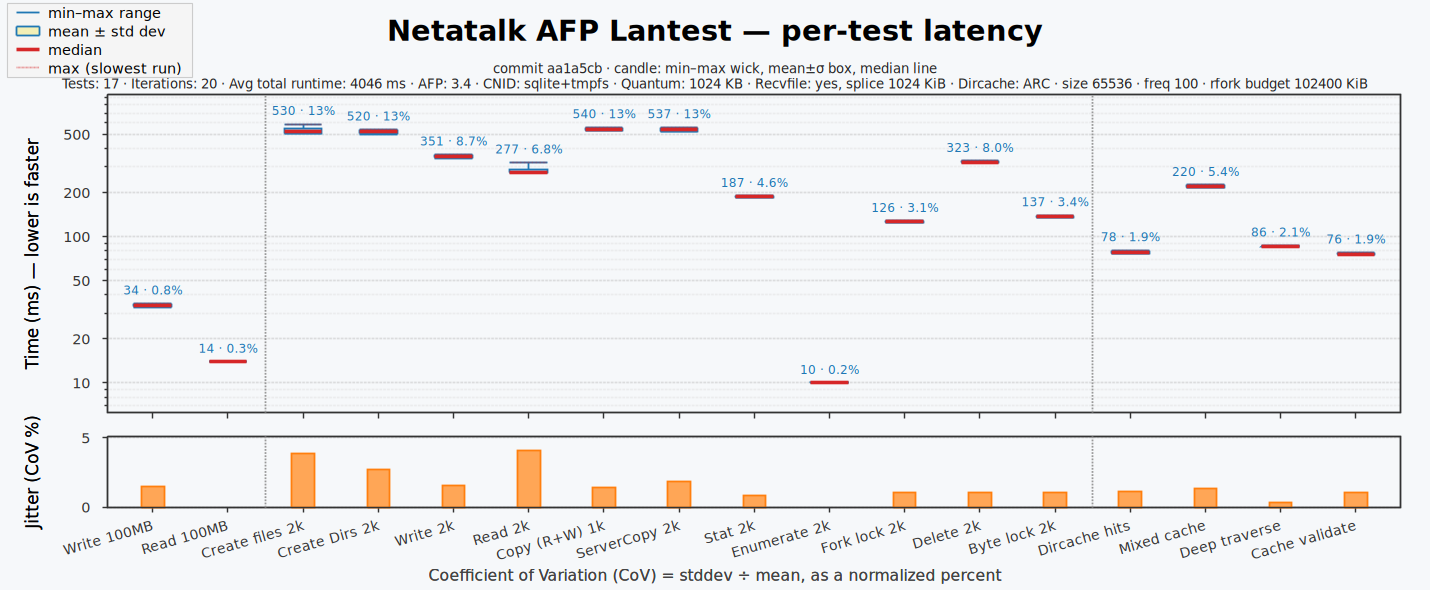 min–max range
mean ± std dev
median
max (slowest run)
Netatalk AFP Lantest — per-test latency
commit aa1a5cb · candle: min–max wick, mean±σ box, median line
Tests: 17 · Iterations: 20 · Avg total runtime: 4046 ms · AFP: 3.4 · CNID: sqlite+tmpfs · Quantum: 1024 KB · Recvfile: yes, splice 1024 KiB · Dircache: ARC · size 65536 · freq 100 · rfork budget 102400 KiB
Time (ms) — lower is faster
500
200
100
50
20
10
34 · 0.8%
14 · 0.3%
530 · 13%
520 · 13%
351 · 8.7%
277 · 6.8%
540 · 13%
537 · 13%
187 · 4.6%
10 · 0.2%
126 · 3.1%
323 · 8.0%
137 · 3.4%
78 · 1.9%
220 · 5.4%
86 · 2.1%
76 · 1.9%
Jitter (CoV %)
5
0
Write 100MB
Read 100MB
Create files 2k
Create Dirs 2k
Write 2k
Read 2k
Copy (R+W) 1k
ServerCopy 2k
Stat 2k
Enumerate 2k
Fork lock 2k
Delete 2k
Byte lock 2k
Dircache hits
Mixed cache
Deep traverse
Cache validate
Coefficient of Variation (CoV) = stddev ÷ mean, as a normalized percent